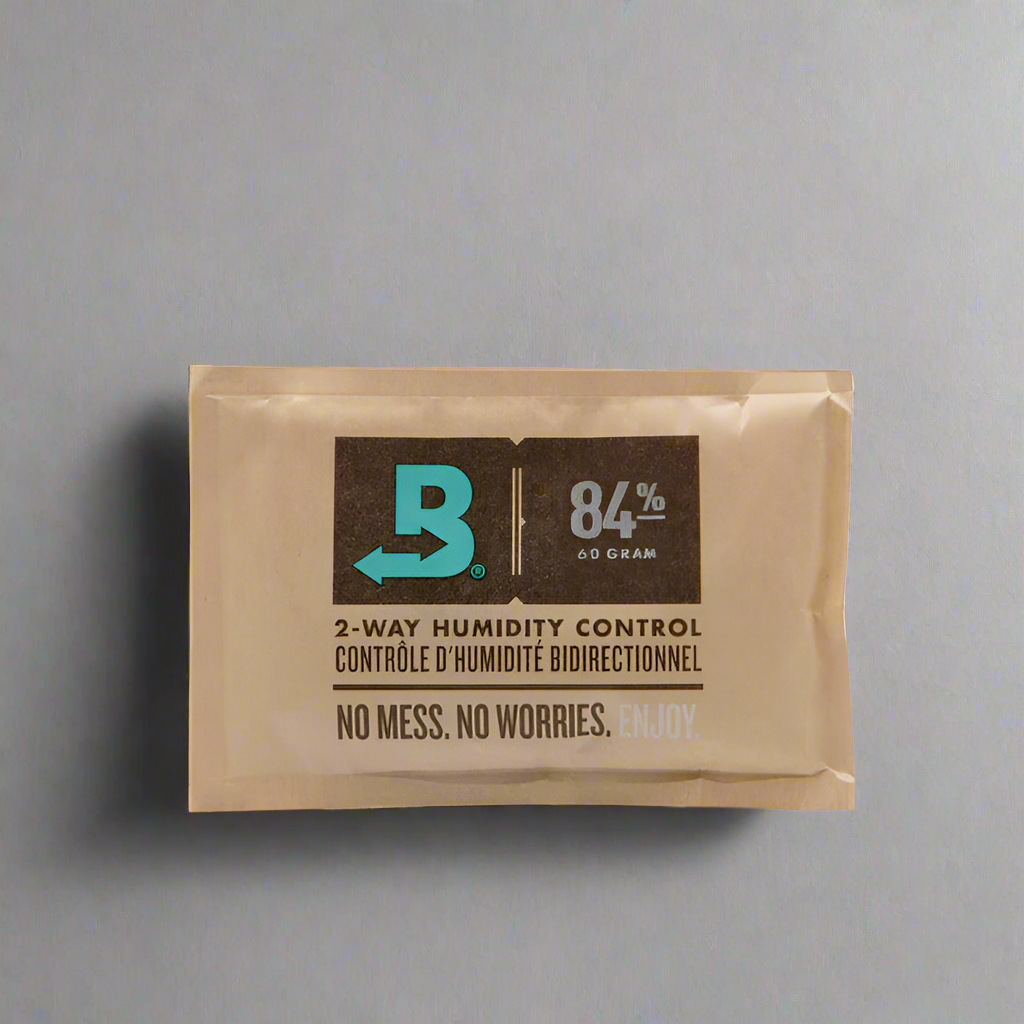 B®
84%
60 GRAM
2-WAY HUMIDITY CONTROL
CONTRÔLE D'HUMIDITÉ BIDIRECTIONNEL
NO MESS. NO WORRIES. ENJOY.